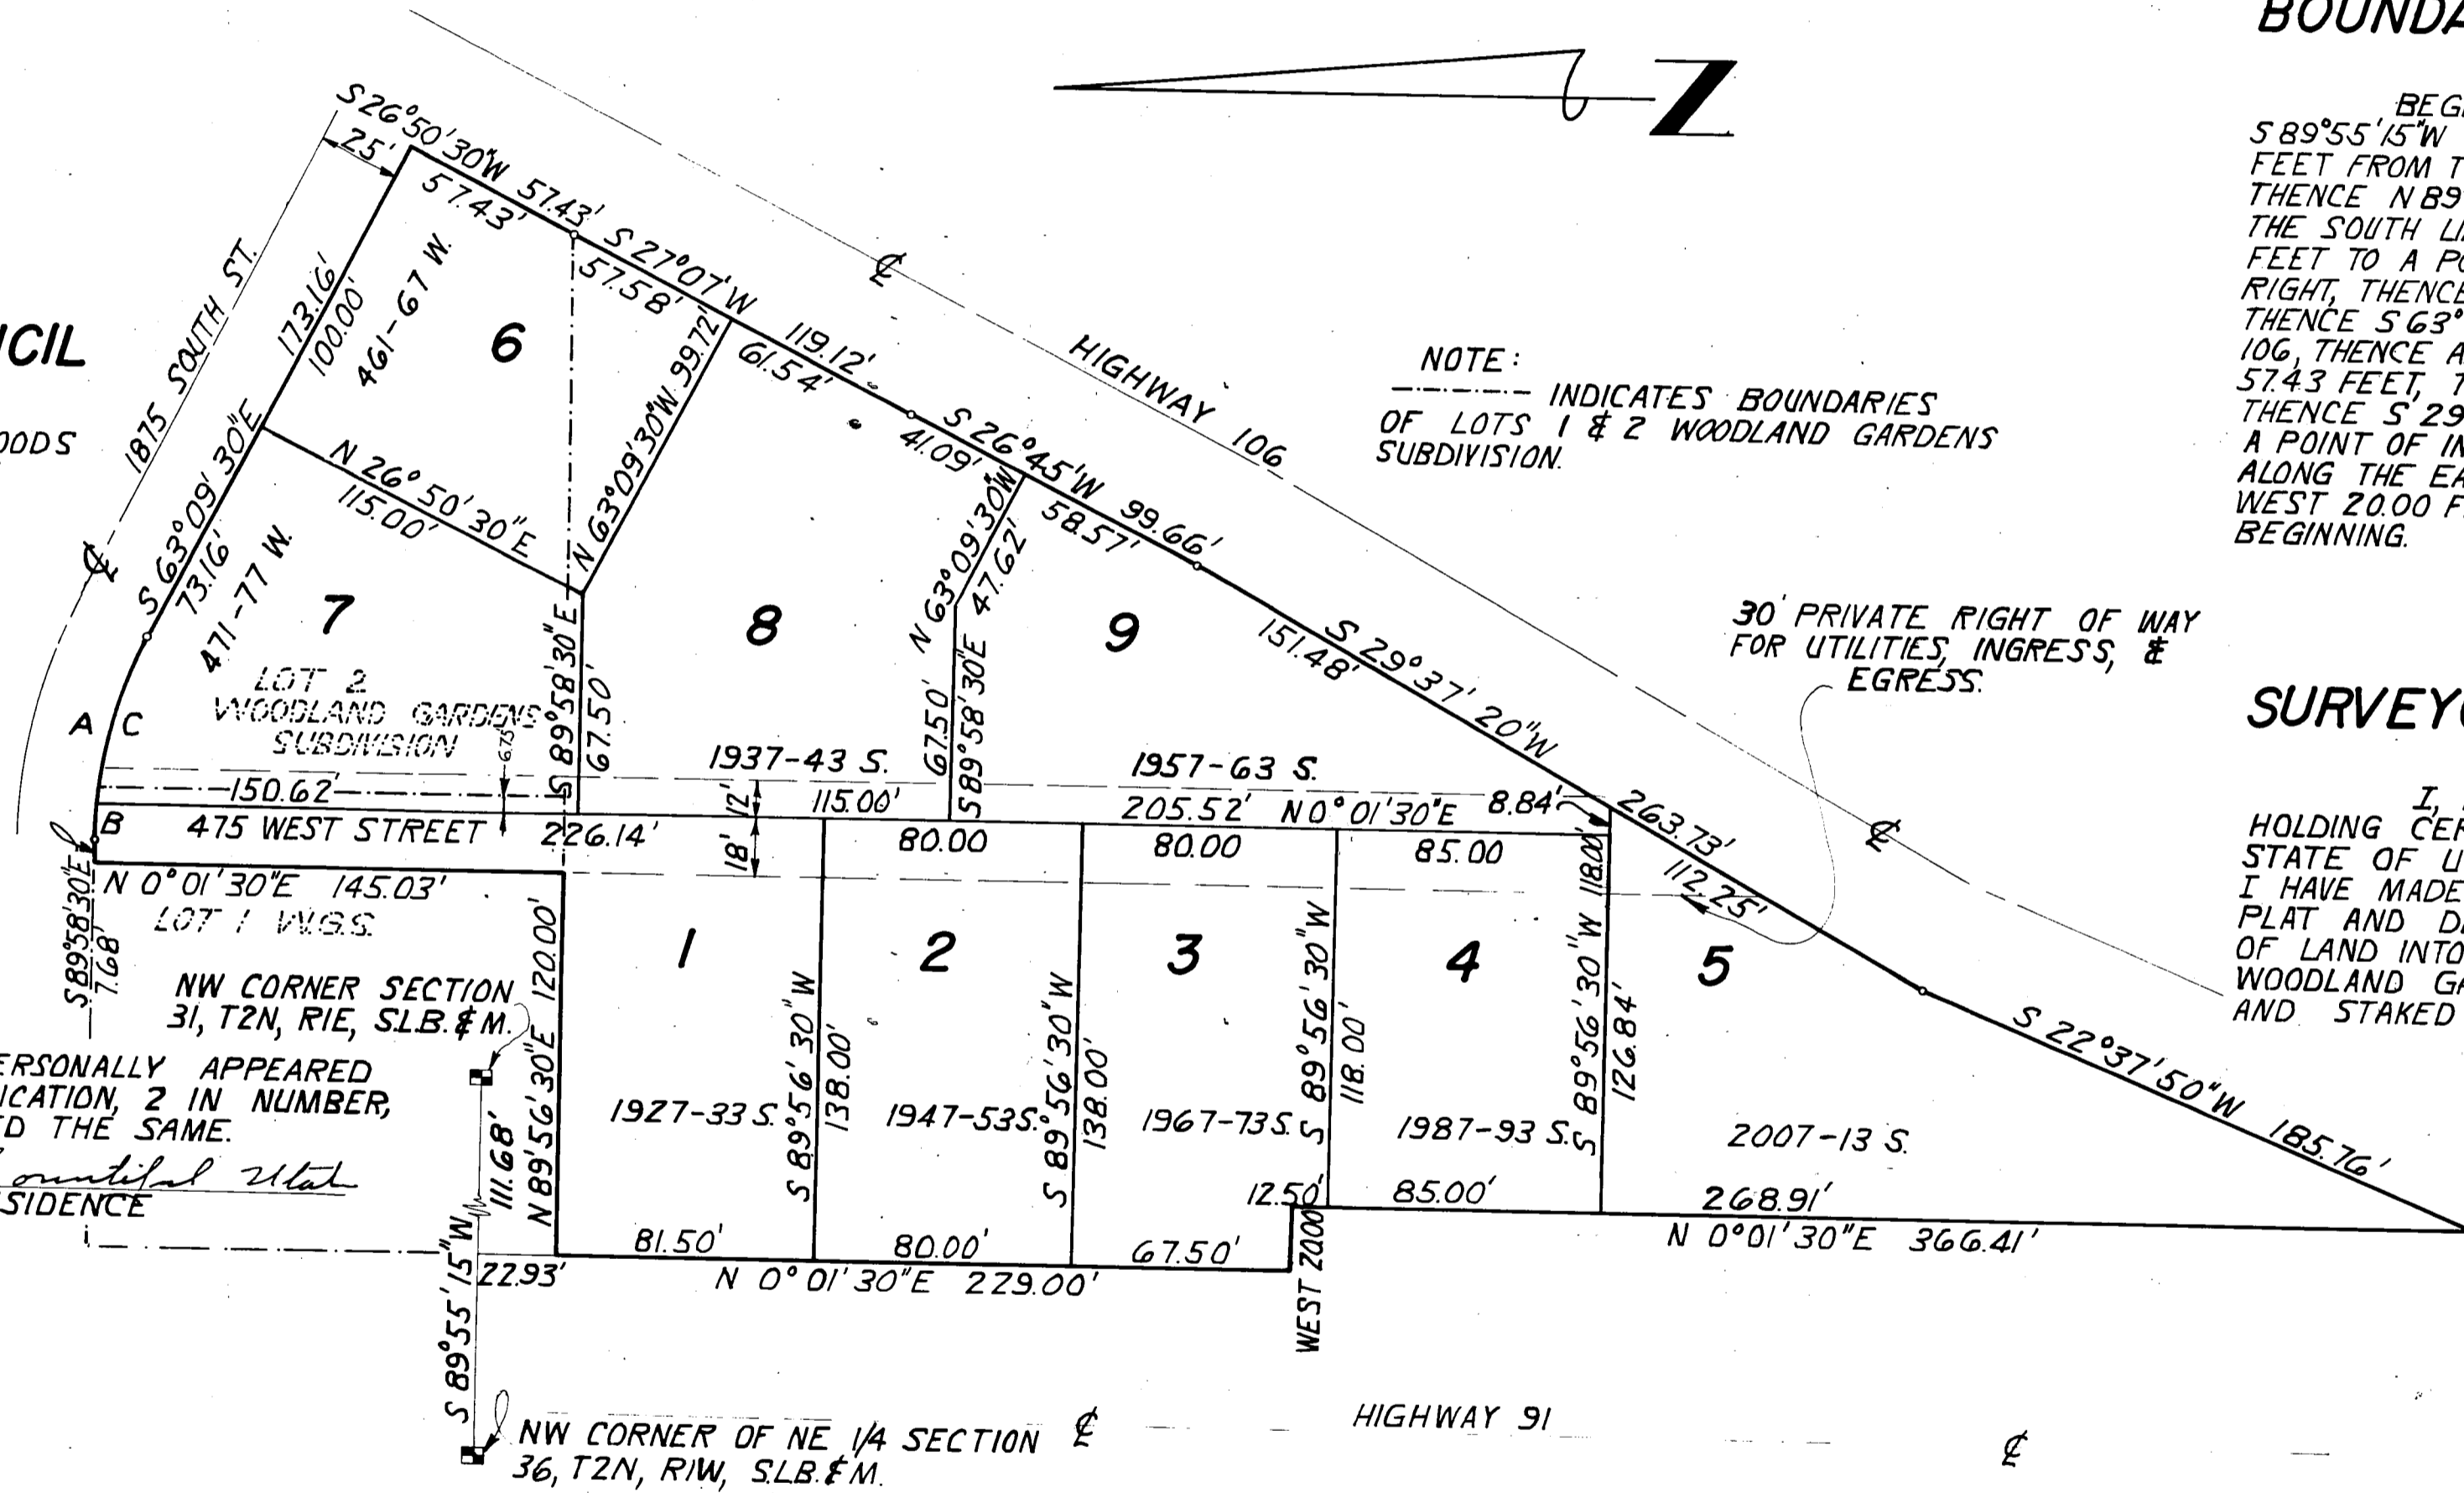 BOUNDA
BEG
S 89°55'15"W
FEET FROM T
THENCE N 89°
THE SOUTH LI
FEET TO A PO
RIGHT, THENCE
THENCE S 63°
106, THENCE A
57.43 FEET, T
THENCE S 29
A POINT OF IN
ALONG THE EA
WEST 20.00 F
BEGINNING.
SURVEYO
I,
HOLDING CER
STATE OF U
I HAVE MADE
PLAT AND D
OF LAND INTO
WOODLAND GA
AND STAKED
Z
NOTE:
INDICATES BOUNDARIES
OF LOTS 1 & 2 WOODLAND GARDENS
SUBDIVISION.
30' PRIVATE RIGHT OF WAY
FOR UTILITIES, INGRESS, &
EGRESS.
CIL
OODS
HIGHWAY 106
℄
℄
1875 SOUTH ST.
℄
25'
S 26°50'30"W 57.43'
57.43'
S 27°07'W 119.12'
57.58'
61.54'
S 26°45'W 99.66'
41.09'
58.57'
S 29°37'20"W 263.73'
151.48'
112.25'
S 22°37'50"W 185.76'
S 63°09'30"E 173.16'
100.00'
73.16'
461-67 W.
6
N 63°09'30"W 99.72'
N 26°50'30"E
115.00'
471-77 W.
7
LOT 2
WOODLAND GARDENS
SUBDIVISION
6.75'
S 89°58'30"E
67.50'
8
1937-43 S.
115.00'
N 63°09'30"W
47.62'
67.50'
S 89°58'30"E
9
1957-63 S.
205.52' N 0°01'30"E 8.84'
A C
B
150.62'
475 WEST STREET 226.14'
12'
18'
80.00
80.00
85.00
N 0°01'30"E 145.03'
LOT 1 W.G.S.
S 89°58'30"E
7.68'
NW CORNER SECTION
31, T2N, R1E, S.L.B. & M.
N 89°56'30"E 120.00'
1
1927-33 S.
81.50'
S 89°56'30"W
138.00'
2
1947-53 S.
80.00'
S 89°56'30"W
138.00'
3
1967-73 S.
67.50'
12.50'
S 89°56'30"W
118.00'
4
1987-93 S.
85.00'
S 89°56'30"W 118.00'
126.84'
5
2007-13 S.
268.91'
N 0°01'30"E 366.41'
WEST 20.00
N 0°01'30"E 229.00'
22.93'
111.68'
S 89°55'15"W
ERSONALLY APPEARED
ICATION, 2 IN NUMBER,
ED THE SAME.
ountiful Utah
SIDENCE
NW CORNER OF NE 1/4 SECTION
36, T2N, R1W, S.L.B. & M.
℄
HIGHWAY 91
℄